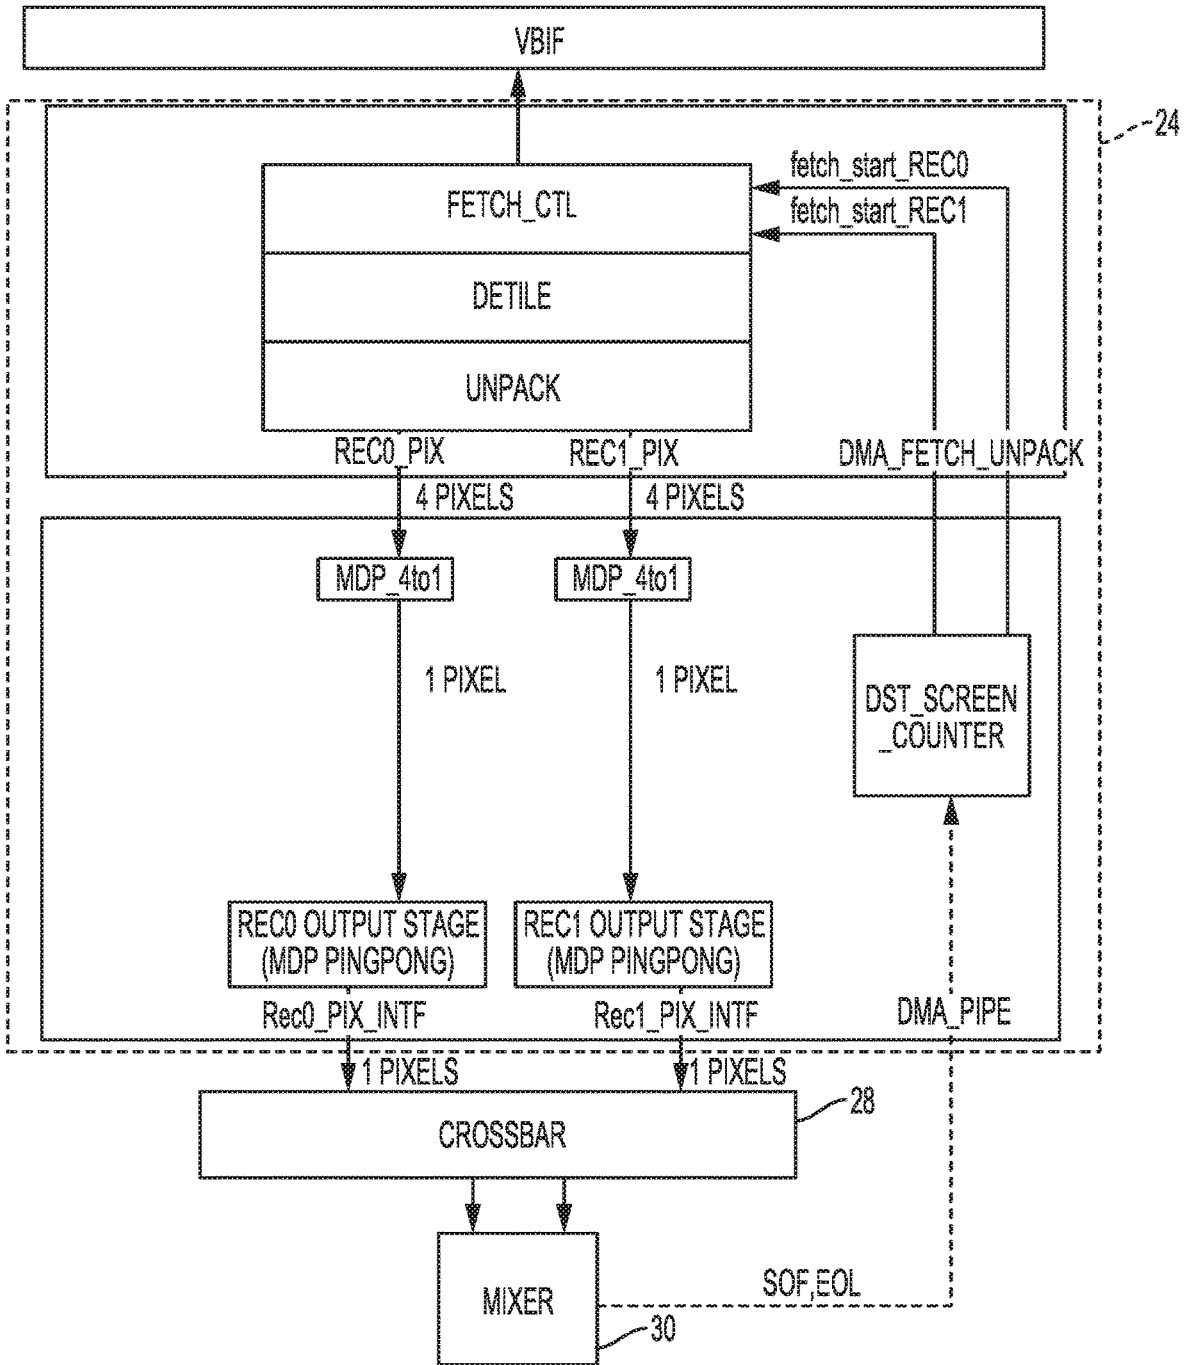 VBIF
24
fetch_start_REC0
FETCH_CTL
fetch_start_REC1
DETILE
UNPACK
REC0_PIX
REC1_PIX
DMA_FETCH_UNPACK
4 PIXELS
4 PIXELS
MDP_4to1
MDP_4to1
1 PIXEL
1 PIXEL
DST_SCREEN
_COUNTER
REC0 OUTPUT STAGE
(MDP PINGPONG)
REC1 OUTPUT STAGE
(MDP PINGPONG)
Rec0_PIX_INTF
Rec1_PIX_INTF
DMA_PIPE
1 PIXELS
1 PIXELS
28
CROSSBAR
MIXER
SOF,EOL
30